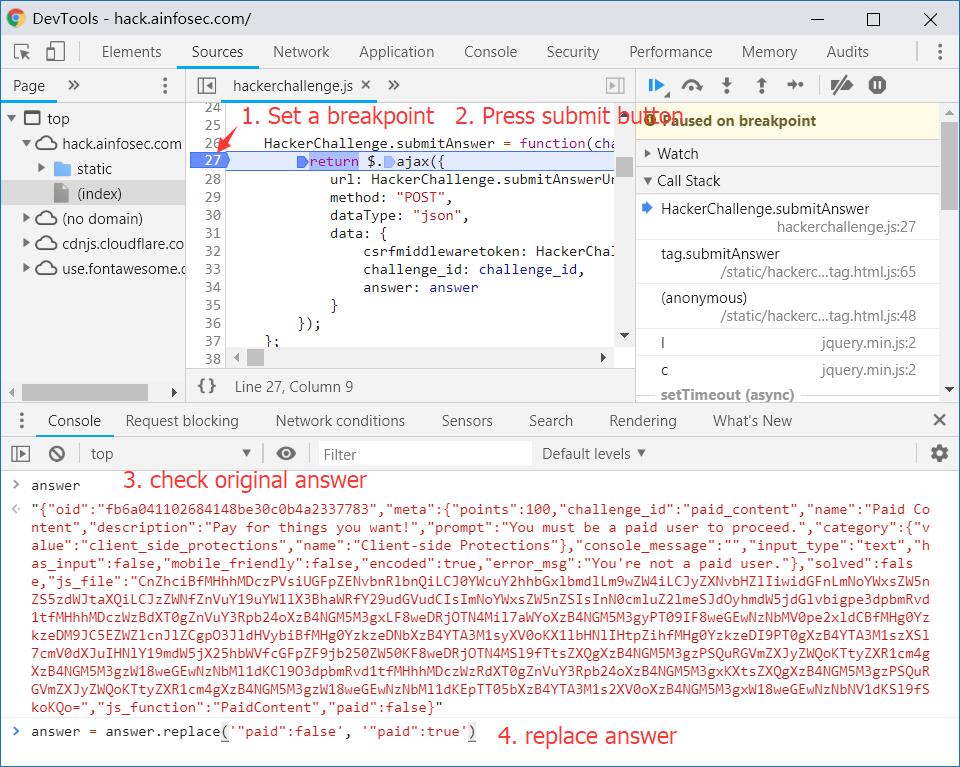 DevTools - hack.ainfosec.com/
Elements Sources Network Application Console Security Performance Memory Audits
Page » hackerchallenge.js × »
top
hack.ainfosec.com
static
(index)
(no domain)
cdnjs.cloudflare.co
use.fontawesome.c
1. Set a breakpoint 2. Press submit button
24
25
26 HackerChallenge.submitAnswer = function(cha
27 return $.ajax({
28 url: HackerChallenge.submitAnswerUr
29 method: "POST",
30 dataType: "json",
31 data: {
32 csrfmiddlewaretoken: HackerChal
33 challenge_id: challenge_id,
34 answer: answer
35 }
36 });
37 };
38
{} Line 27, Column 9
Paused on breakpoint
Watch
Call Stack
HackerChallenge.submitAnswer
hackerchallenge.js:27
tag.submitAnswer
/static/hackerc...tag.html.js:65
(anonymous)
/static/hackerc...tag.html.js:48
l jquery.min.js:2
c jquery.min.js:2
setTimeout (async)
Console Request blocking Network conditions Sensors Search Rendering What's New ×
top Filter Default levels
> answer 3. check original answer
"{"oid":"fb6a041102684148be30c0b4a2337783","meta":{"points":100,"challenge_id":"paid_content","name":"Paid Co
ntent","description":"Pay for things you want!","prompt":"You must be a paid user to proceed.","category":{"v
alue":"client_side_protections","name":"Client-side Protections"},"console_message":"","input_type":"text","h
as_input":false,"mobile_friendly":false,"encoded":true,"error_msg":"You're not a paid user."},"solved":fals
e,"js_file":
"js_function":"PaidContent","paid":false}"
> answer = answer.replace('"paid":false', '"paid":true') 4. replace answer